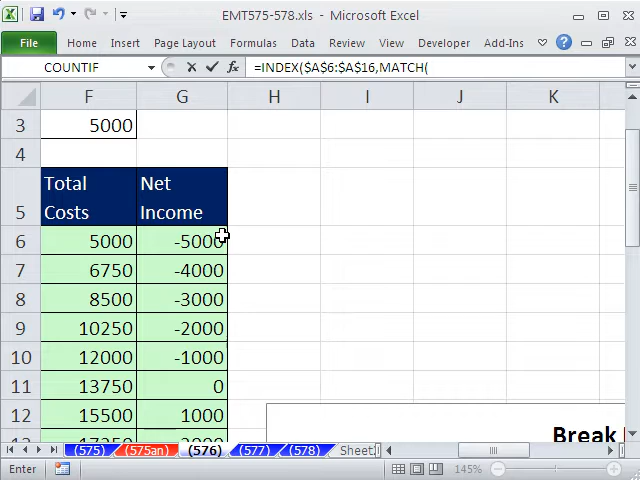 EMT575-578.xls - Microsoft Excel
File Home Insert Page Layout Formulas Data Review View Developer Add-Ins
COUNTIF fx =INDEX($A$6:$A$16,MATCH(
F G H I J K
3 5000
4
5 Total Costs Net Income
6 5000 -5000
7 6750 -4000
8 8500 -3000
9 10250 -2000
10 12000 -1000
11 13750 0
12 15500 1000
Break
(575) (575an) (576) (577) (578) Sheet
Enter 145%